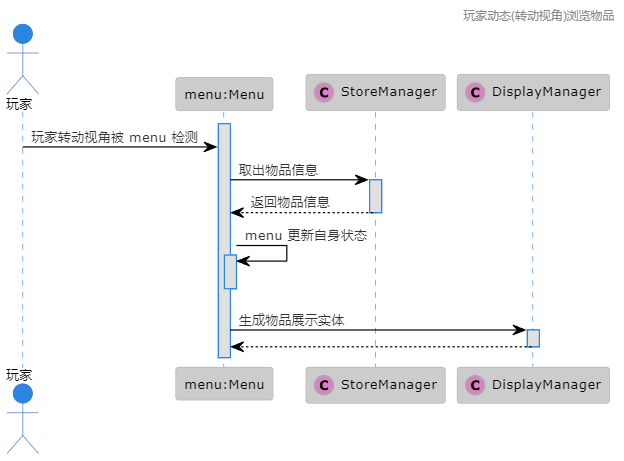 玩家动态(转动视角)浏览物品
玩家
menu:Menu
C StoreManager
C DisplayManager
玩家转动视角被 menu 检测
取出物品信息
返回物品信息
menu 更新自身状态
生成物品展示实体
玩家
menu:Menu
C StoreManager
C DisplayManager